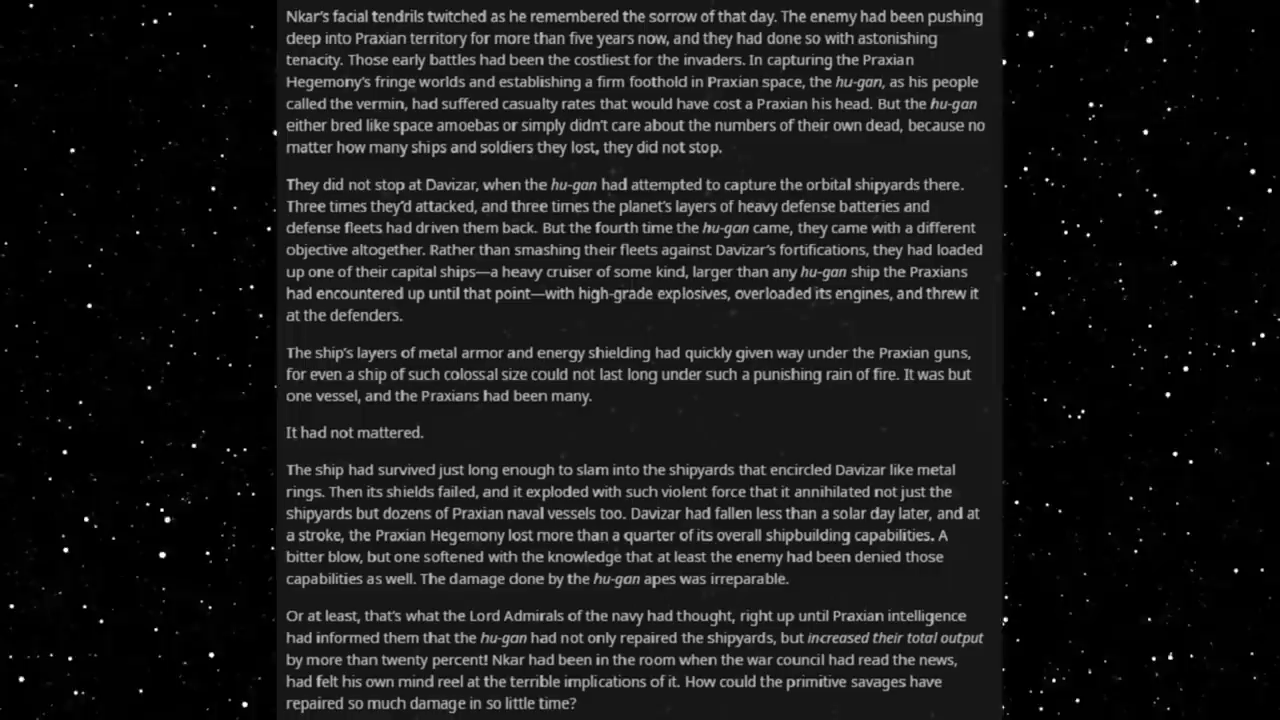 Nkar's facial tendrils twitched as he remembered the sorrow of that day. The enemy had been pushing
deep into Praxian territory for more than five years now, and they had done so with astonishing
tenacity. Those early battles had been the costliest for the invaders. In capturing the Praxian
Hegemony's fringe worlds and establishing a firm foothold in Praxian space, the hu-gan, as his people
called the vermin, had suffered casualty rates that would have cost a Praxian his head. But the hu-gan
either bred like space amoebas or simply didn't care about the numbers of their own dead, because no
matter how many ships and soldiers they lost, they did not stop.
They did not stop at Davizar, when the hu-gan had attempted to capture the orbital shipyards there.
Three times they'd attacked, and three times the planet's layers of heavy defense batteries and
defense fleets had driven them back. But the fourth time the hu-gan came, they came with a different
objective altogether. Rather than smashing their fleets against Davizar's fortifications, they had loaded
up one of their capital ships—a heavy cruiser of some kind, larger than any hu-gan ship the Praxians
had encountered up until that point—with high-grade explosives, overloaded its engines, and threw it
at the defenders.
The ship's layers of metal armor and energy shielding had quickly given way under the Praxian guns,
for even a ship of such colossal size could not last long under such a punishing rain of fire. It was but
one vessel, and the Praxians had been many.
It had not mattered.
The ship had survived just long enough to slam into the shipyards that encircled Davizar like metal
rings. Then its shields failed, and it exploded with such violent force that it annihilated not just the
shipyards but dozens of Praxian naval vessels too. Davizar had fallen less than a solar day later, and at
a stroke, the Praxian Hegemony lost more than a quarter of its overall shipbuilding capabilities. A
bitter blow, but one softened with the knowledge that at least the enemy had been denied those
capabilities as well. The damage done by the hu-gan apes was irreparable.
Or at least, that's what the Lord Admirals of the navy had thought, right up until Praxian intelligence
had informed them that the hu-gan had not only repaired the shipyards, but increased their total output
by more than twenty percent! Nkar had been in the room when the war council had read the news,
had felt his own mind reel at the terrible implications of it. How could the primitive savages have
repaired so much damage in so little time?